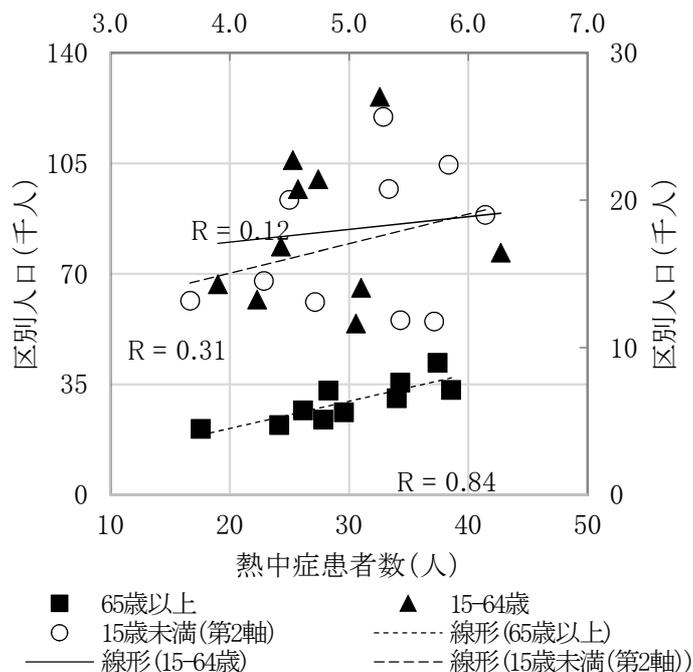 3.0 4.0 5.0 6.0 7.0
140 30
105
20
R = 0.12
70
R = 0.31
10
35
R = 0.84
0 0
10 20 30 40 50
区別人口(千人)
区別人口(千人)
熱中症患者数(人)
65歳以上 15-64歳
15歳未満(第2軸) 線形(65歳以上)
線形(15-64歳) 線形(15歳未満(第2軸))